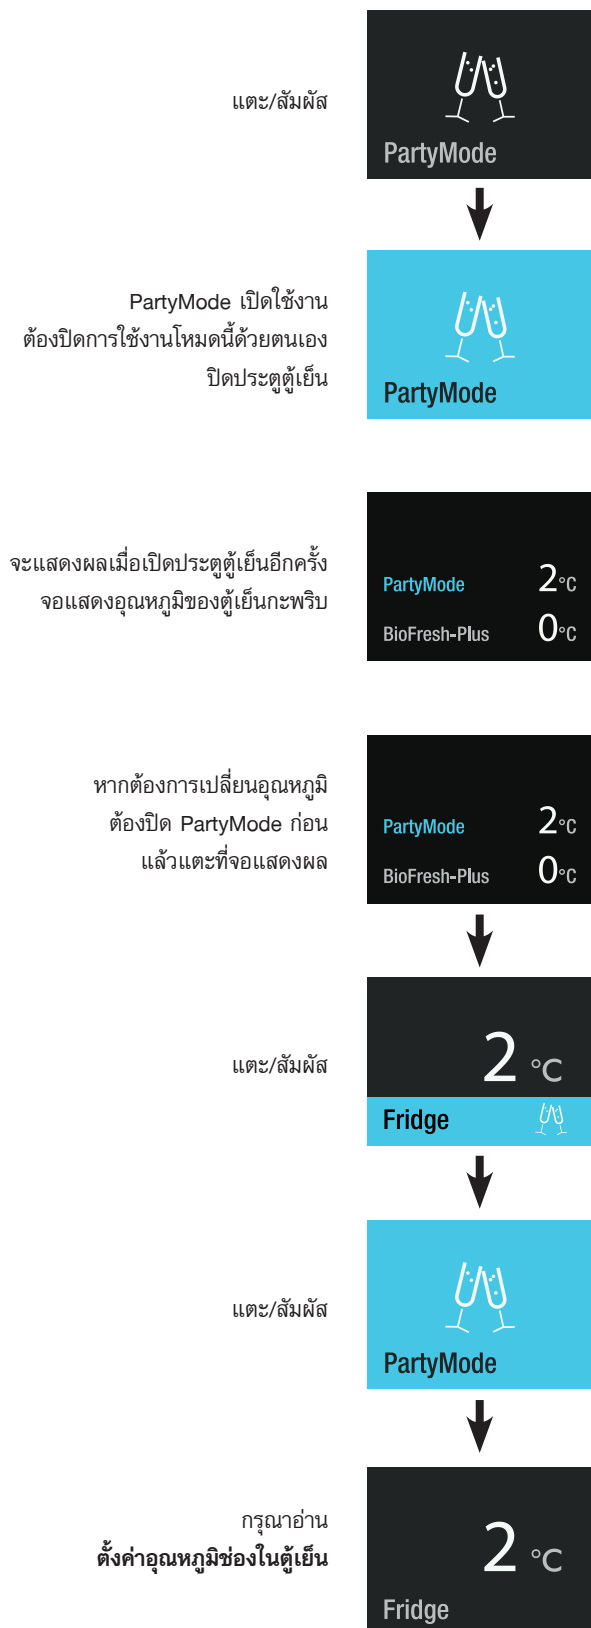 แตะ/สัมผัส
PartyMode
PartyMode เปิดใช้งาน
ต้องปิดการใช้งานโหมดนี้ด้วยตนเอง
ปิดประตูตู้เย็น
PartyMode
จะแสดงผลเมื่อเปิดประตูตู้เย็นอีกครั้ง
จอแสดงอุณหภูมิของตู้เย็นกะพริบ
PartyMode 2°C
BioFresh-Plus 0°C
หากต้องการเปลี่ยนอุณหภูมิ
ต้องปิด PartyMode ก่อน
แล้วแตะที่จอแสดงผล
PartyMode 2°C
BioFresh-Plus 0°C
แตะ/สัมผัส
2 °C
Fridge
แตะ/สัมผัส
PartyMode
กรุณาอ่าน
ตั้งค่าอุณหภูมิช่องในตู้เย็น
2 °C
Fridge